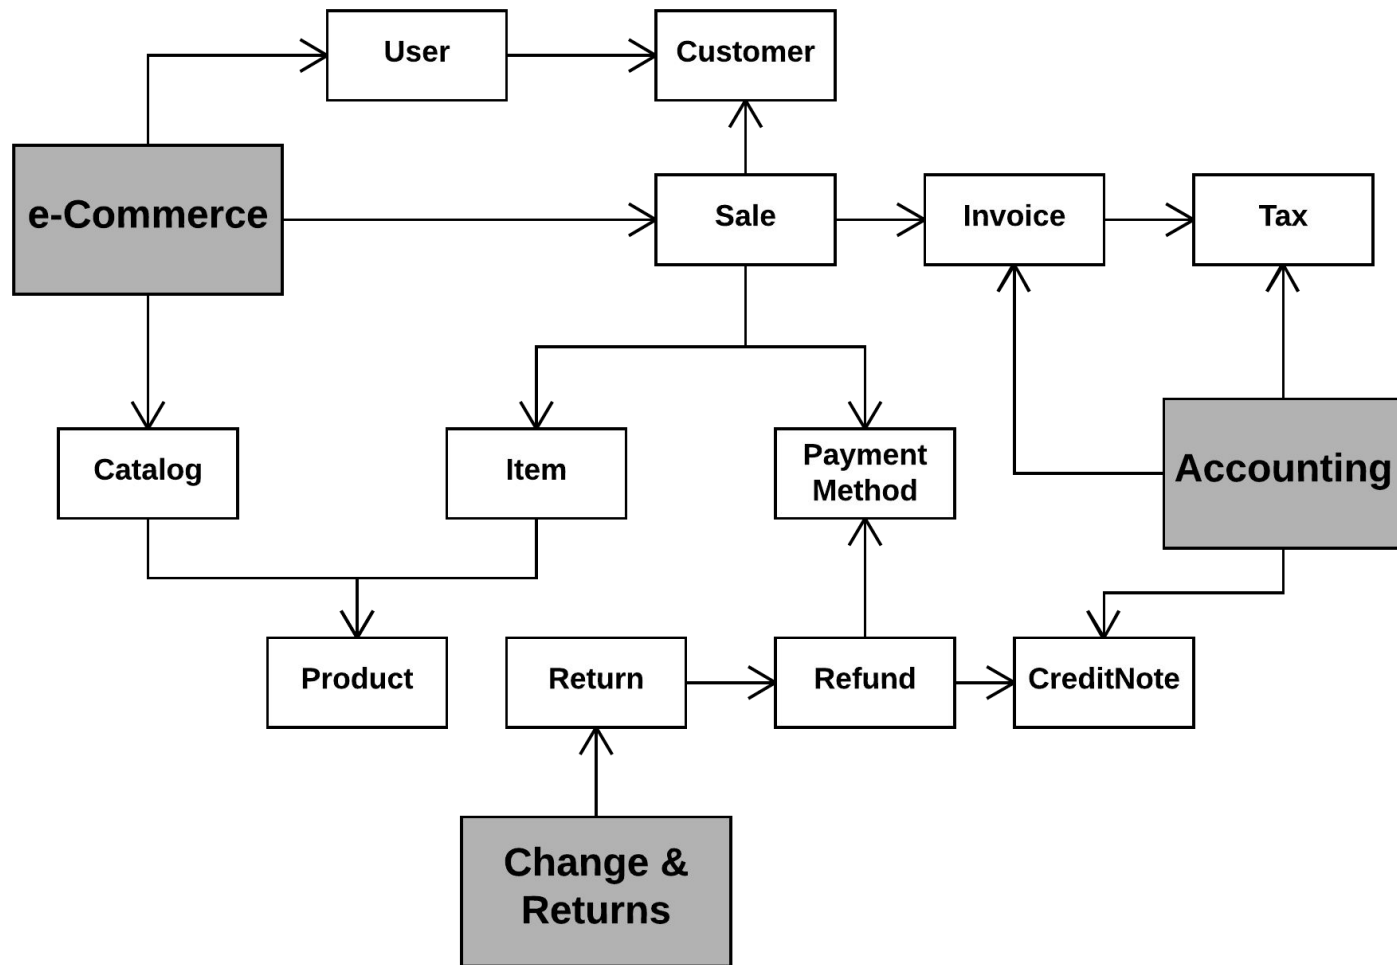 User
Customer
e-Commerce
Sale
Invoice
Tax
Catalog
Item
Payment
Method
Accounting
Product
Return
Refund
CreditNote
Change &
Returns